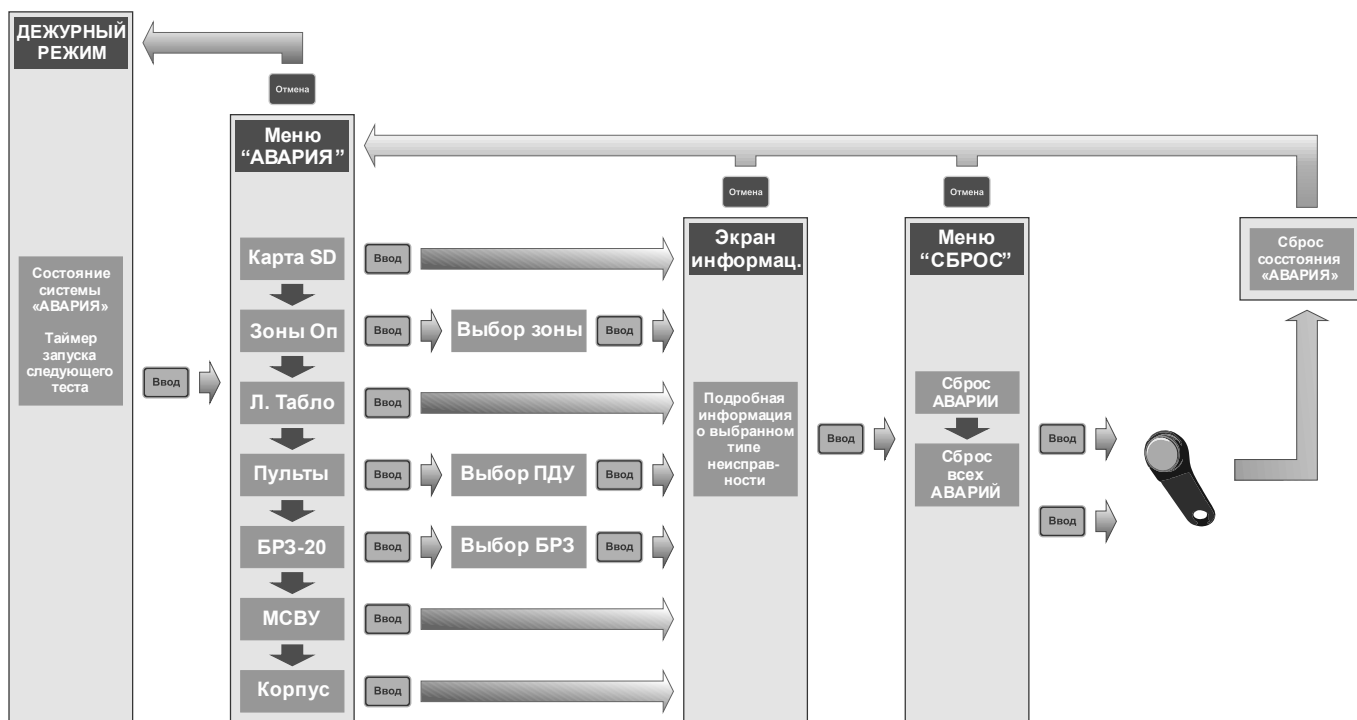 ДЕЖУРНЫЙ
РЕЖИМ
Состояние
системы
«АВАРИЯ»
Таймер
запуска
следующего
теста
Ввод
Отмена
Меню
“АВАРИЯ”
Карта SD
Ввод
Зоны Оп
Ввод
Выбор зоны
Ввод
Л. Табло
Ввод
Пульты
Ввод
Выбор ПДУ
Ввод
БРЗ-20
Ввод
Выбор БРЗ
Ввод
МСВУ
Ввод
Корпус
Ввод
Отмена
Экран
информац.
Подробная
информация
о выбранном
типе
неисправ-
ности
Ввод
Отмена
Меню
“СБРОС”
Сброс
АВАРИИ
Ввод
Сброс
всех
АВАРИЙ
Ввод
Сброс
сосстояния
«АВАРИЯ»